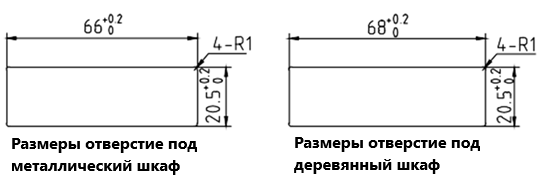 66+0.2 0
4-R1
20.5+0.2 0
Размеры отверстие под
металлический шкаф
68+0.2 0
4-R1
20.5+0.2 0
Размеры отверстие под
деревянный шкаф